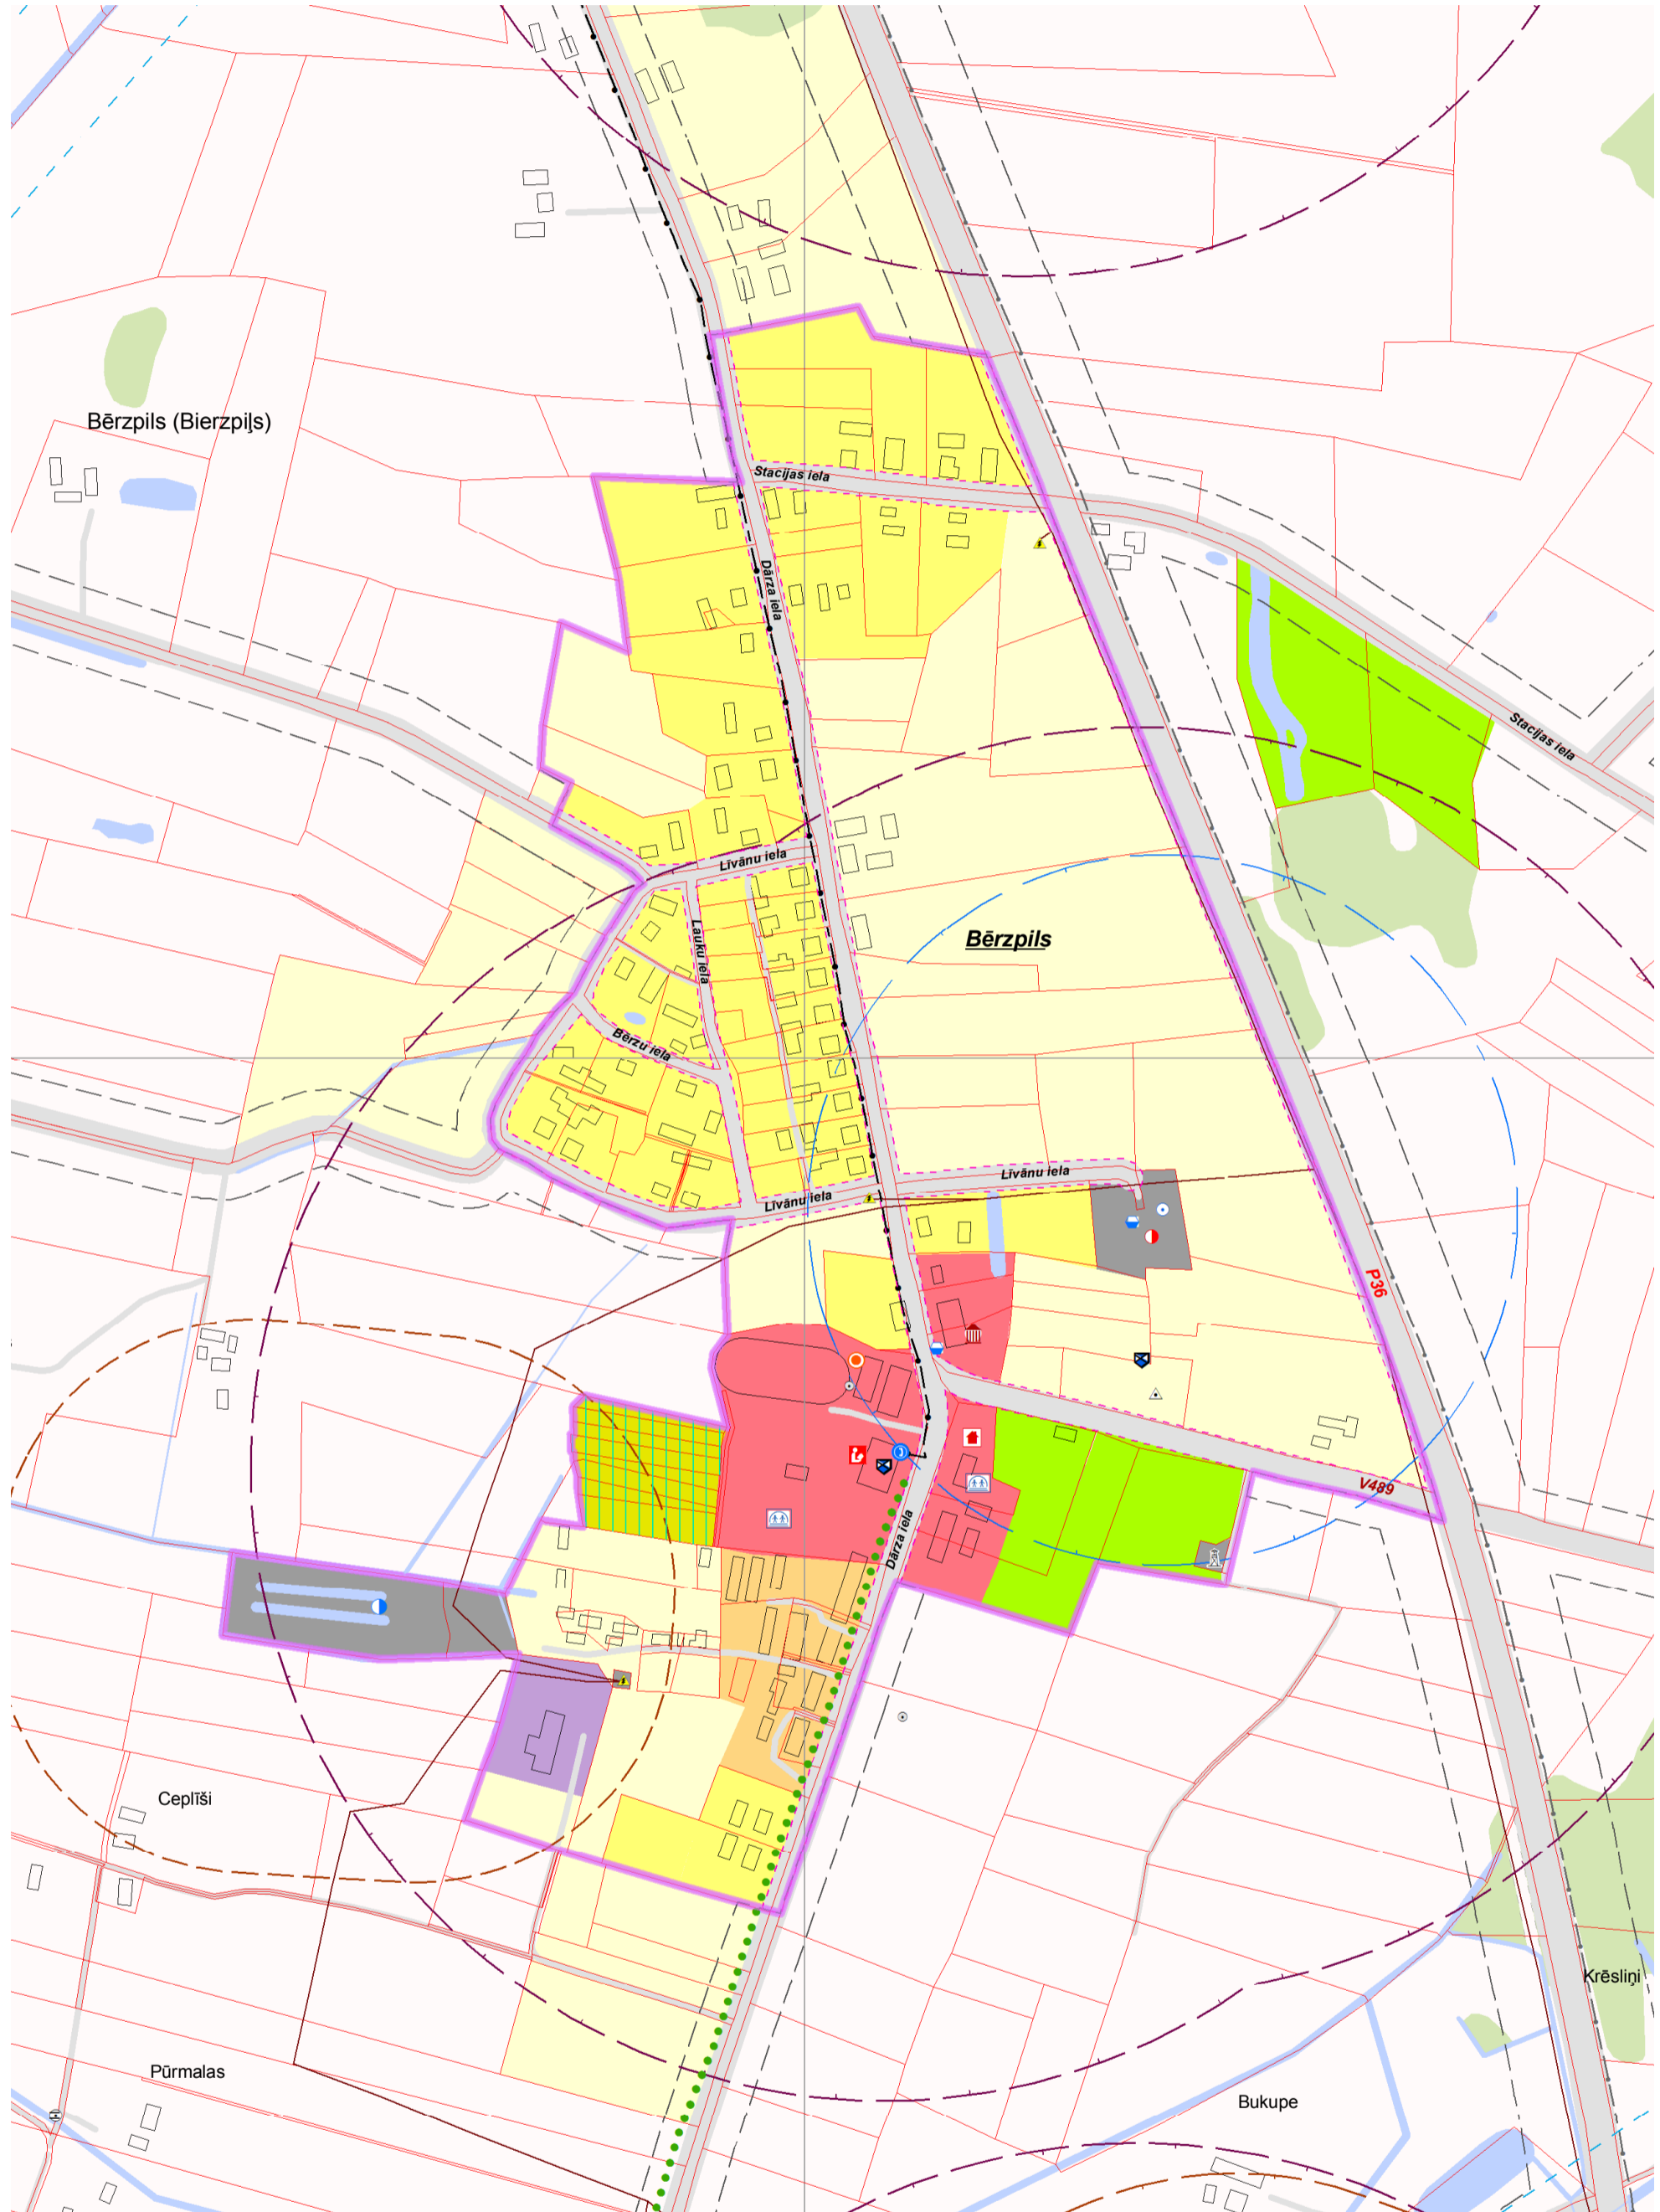 Bērzpils (Bierzpiļs)
Stacijas iela
Dārza iela
Stacijas iela
Līvānu iela
Lauku iela
Bērzpils
Bērzu iela
Līvānu iela
Līvānu iela
P36
V489
Dārza iela
Ceplīši
Krēsliņi
Pūrmalas
Bukupe